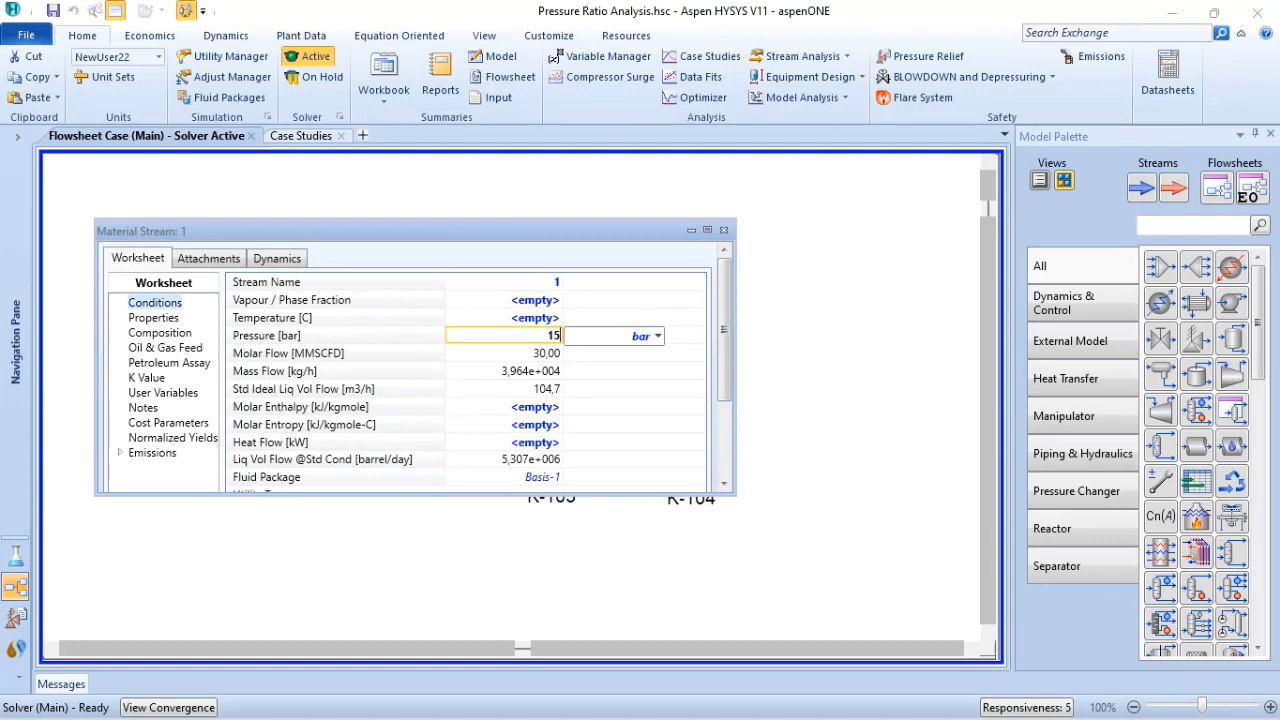 Pressure Ratio Analysis.hsc - Aspen HYSYS V11 - aspenONE
File Home Economics Dynamics Plant Data Equation Oriented View Customize Resources Search Exchange
Cut NewUser22 Utility Manager Active Model Variable Manager Case Studies Stream Analysis Pressure Relief Emissions
Copy Unit Sets Adjust Manager On Hold Flowsheet Compressor Surge Data Fits Equipment Design BLOWDOWN and Depressuring
Workbook Reports Datasheets
Paste Fluid Packages Input Optimizer Model Analysis Flare System
Clipboard Units Simulation Solver Summaries Analysis Safety
Flowsheet Case (Main) - Solver Active Case Studies
Model Palette
Views Streams Flowsheets
EO
Navigation Pane
Material Stream: 1
Worksheet Attachments Dynamics
Worksheet
Conditions
Properties
Composition
Oil & Gas Feed
Petroleum Assay
K Value
User Variables
Notes
Cost Parameters
Normalized Yields
Emissions
Stream Name 1
Vapour / Phase Fraction <empty>
Temperature [C] <empty>
Pressure [bar] 15 bar
Molar Flow [MMSCFD] 30,00
Mass Flow [kg/h] 3,964e+004
Std Ideal Liq Vol Flow [m3/h] 104,7
Molar Enthalpy [kJ/kgmole] <empty>
Molar Entropy [kJ/kgmole-C] <empty>
Heat Flow [kW] <empty>
Liq Vol Flow @Std Cond [barrel/day] 5,307e+006
Fluid Package Basis-1
K-103 K-104
All
Dynamics &
Control
External Model
Heat Transfer
Manipulator
Piping & Hydraulics
Pressure Changer
Reactor
Separator
Cn(A)
Messages
Solver (Main) - Ready View Convergence Responsiveness: 5 100%